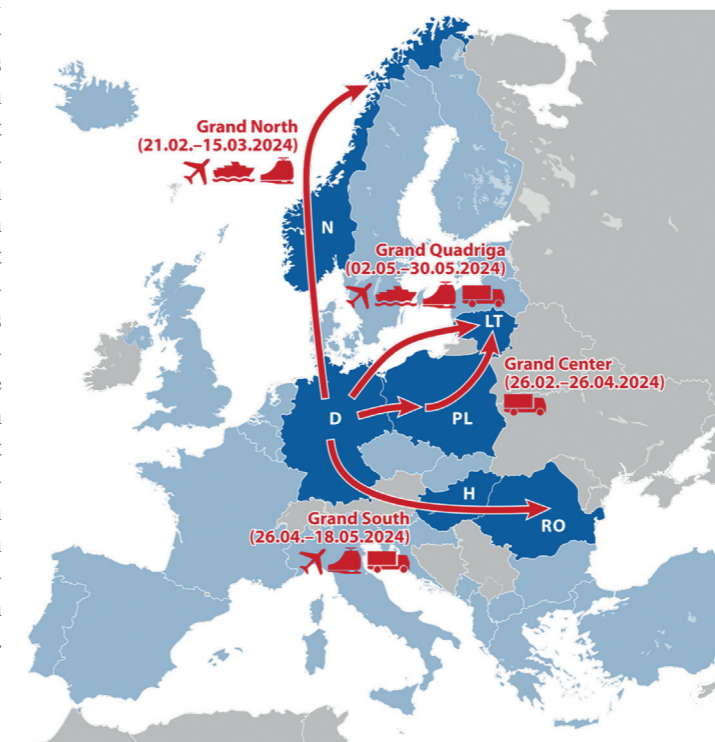 Grand North
(21.02.–15.03.2024)
N
Grand Quadriga
(02.05.–30.05.2024)
LT
Grand Center
(26.02.–26.04.2024)
D
PL
H
RO
Grand South
(26.04.–18.05.2024)